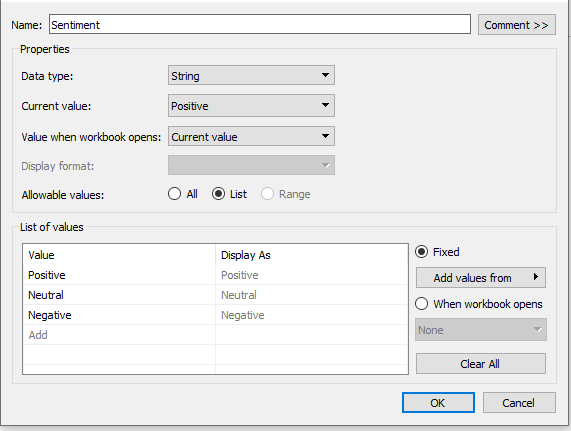 Name: Sentiment Comment >>
Properties
Data type: String
Current value: Positive
Value when workbook opens: Current value
Display format:
Allowable values: All List Range
List of values
Value Display As
Positive Positive
Neutral Neutral
Negative Negative
Add
Fixed
Add values from
When workbook opens
None
Clear All
OK Cancel